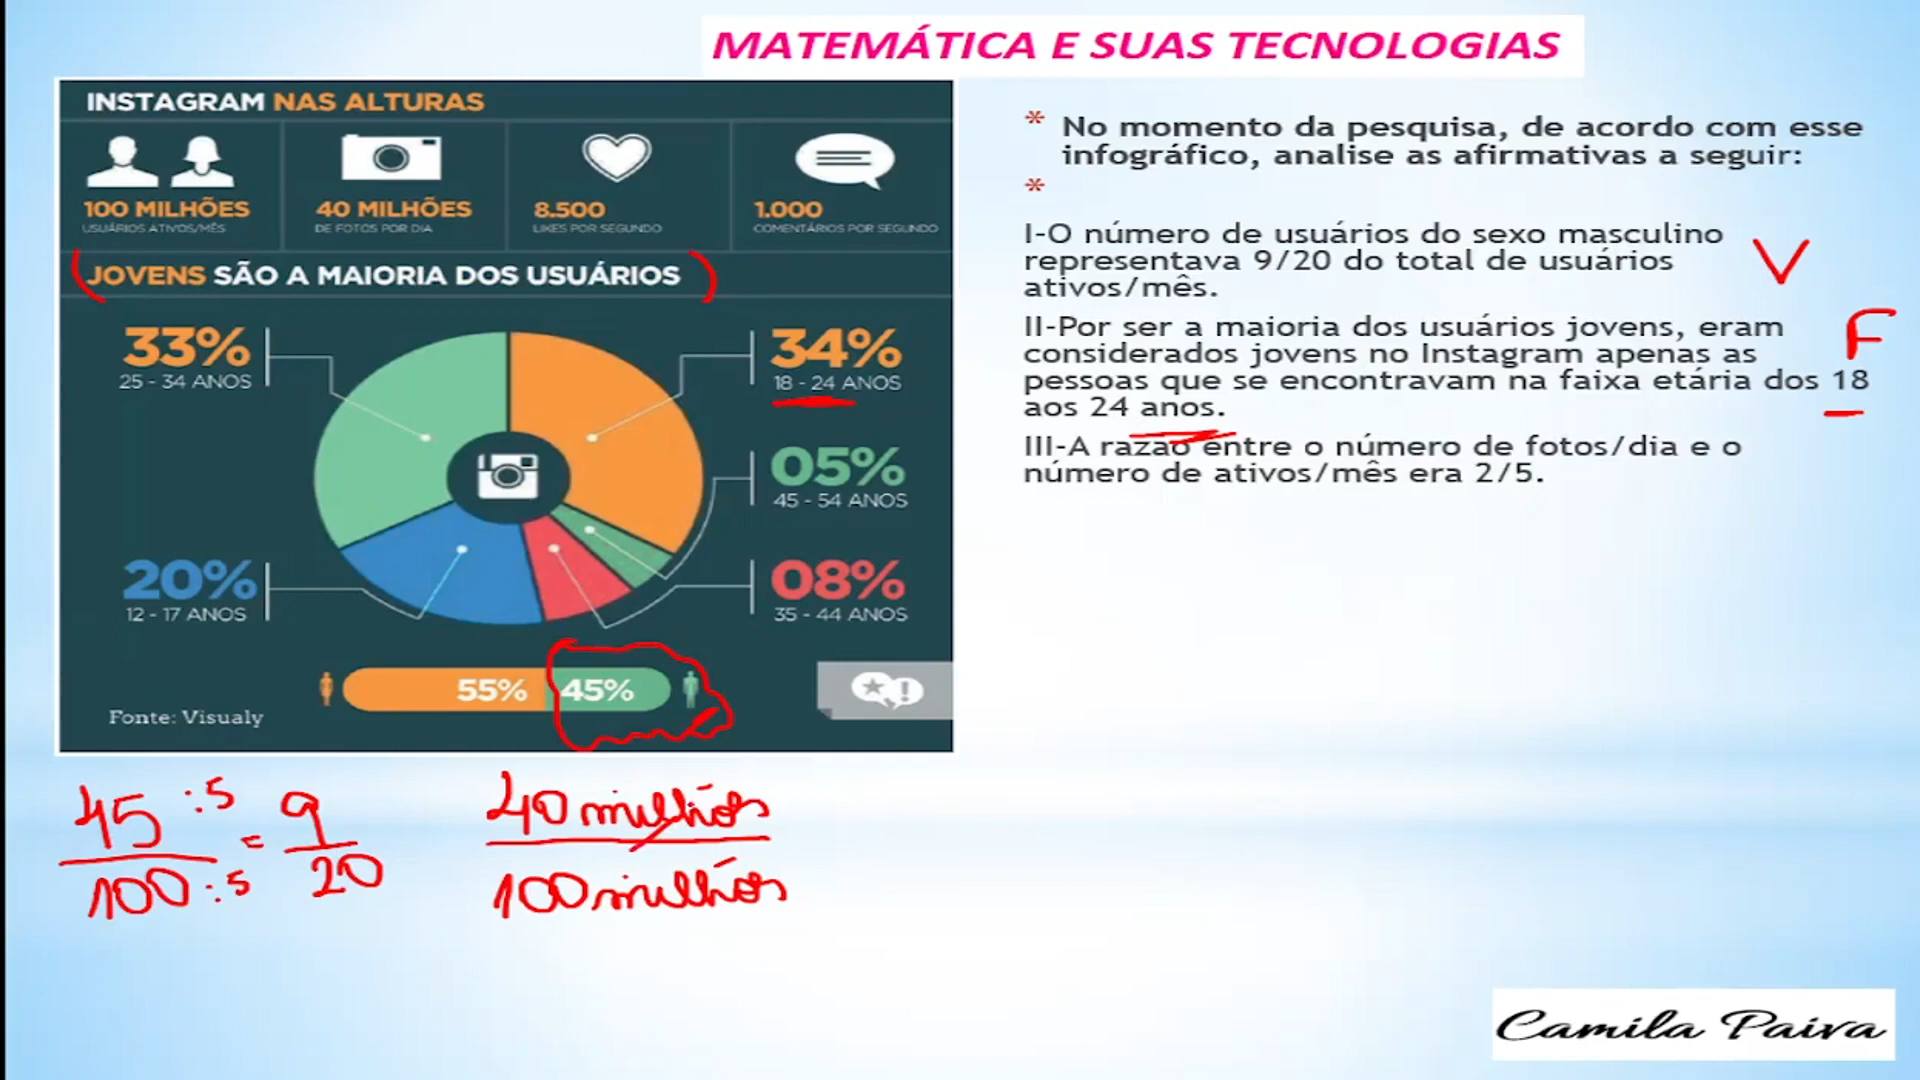 MATEMÁTICA E SUAS TECNOLOGIAS
INSTAGRAM NAS ALTURAS
100 MILHÕES
USUÁRIOS ATIVOS/MÊS
40 MILHÕES
DE FOTOS POR DIA
8.500
LIKES POR SEGUNDO
1.000
COMENTÁRIOS POR SEGUNDO
(JOVENS SÃO A MAIORIA DOS USUÁRIOS)
33%
25 - 34 ANOS
34%
18 - 24 ANOS
05%
45 - 54 ANOS
20%
12 - 17 ANOS
08%
35 - 44 ANOS
55% 45%
Fonte: Visualy
* No momento da pesquisa, de acordo com esse
infográfico, analise as afirmativas a seguir:
*
I-O número de usuários do sexo masculino
representava 9/20 do total de usuários
ativos/mês.
V
II-Por ser a maioria dos usuários jovens, eram
considerados jovens no Instagram apenas as
pessoas que se encontravam na faixa etária dos 18
aos 24 anos.
F
III-A razão entre o número de fotos/dia e o
número de ativos/mês era 2/5.
45 :5 = 9
100 :5 20
40 milhões
100 milhões
Camila Paiva